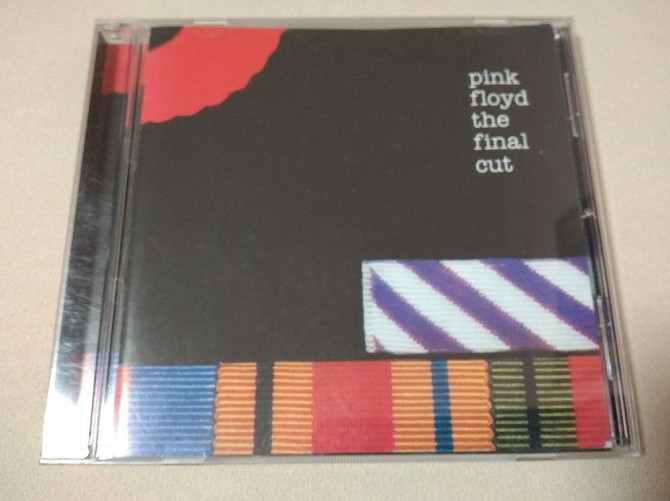 pink
floyd
the
final
cut